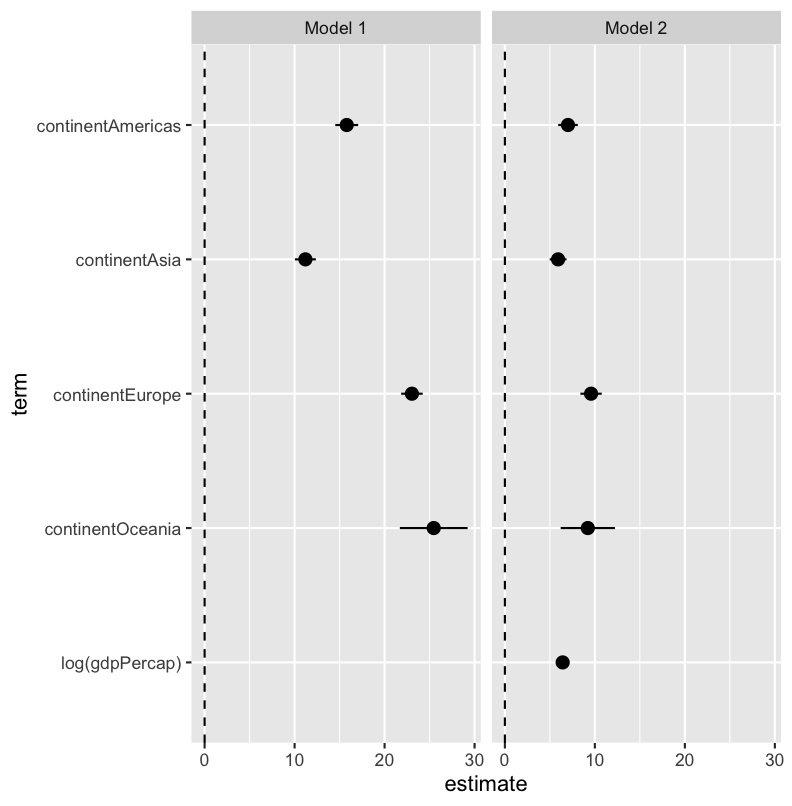 Model 1
Model 2
continentAmericas
continentAsia
continentEurope
continentOceania
log(gdpPercap)
term
0 10 20 30
0 10 20 30
estimate